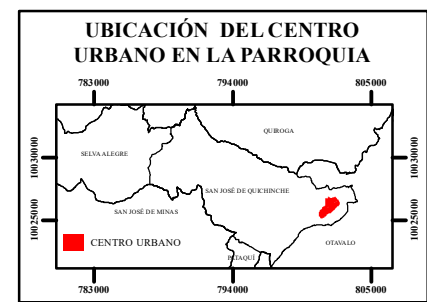 UBICACIÓN DEL CENTRO
URBANO EN LA PARROQUIA
783000 794000 805000
QUIROGA
10030000 10030000
SELVA ALEGRE
SAN JOSÉ DE QUICHINCHE
SAN JOSÉ DE MINAS
10025000 10025000
CENTRO URBANO
OTAVALO
PATAQUÍ
783000 794000 805000